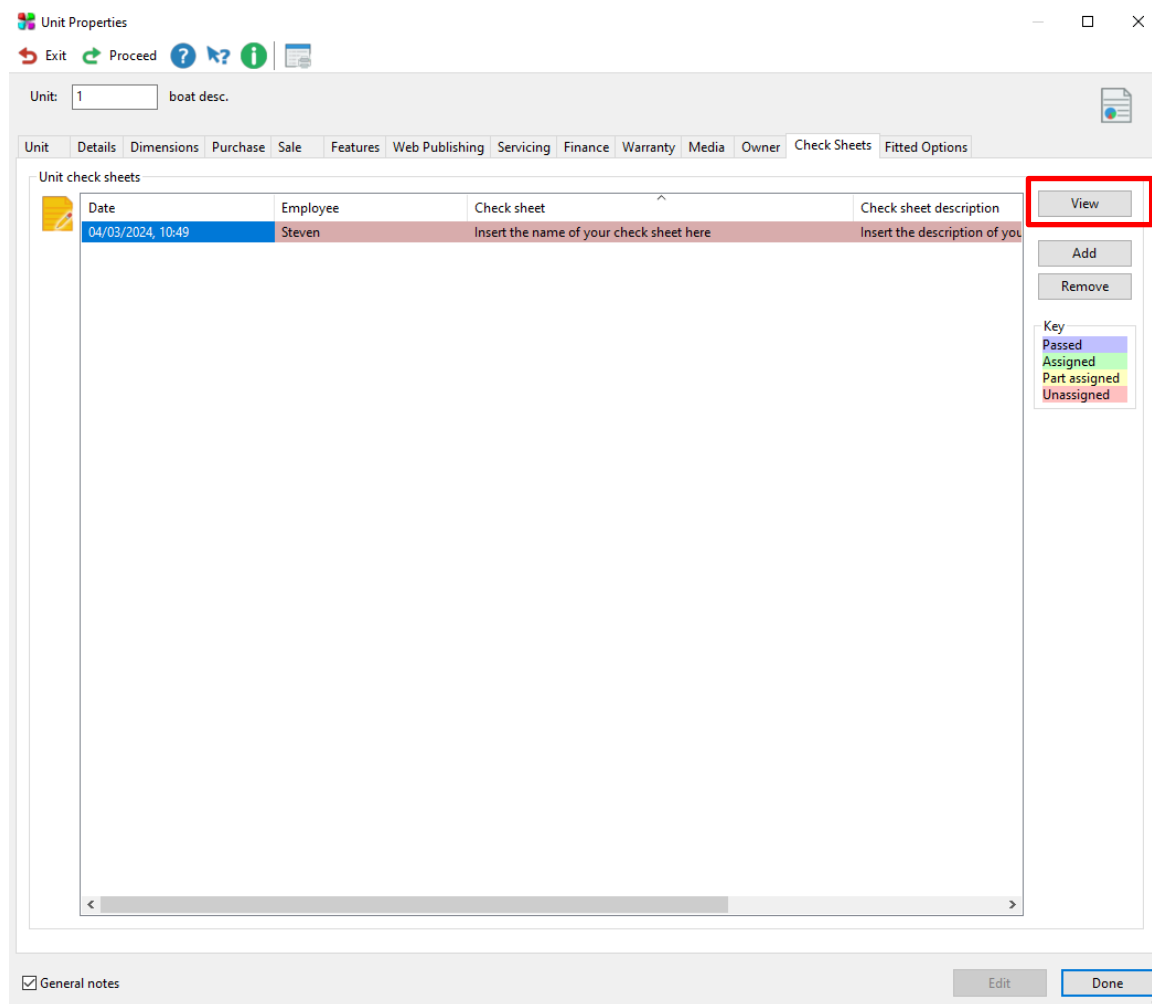 Unit Properties
Exit Proceed ? ? i
Unit: 1 boat desc.
Unit Details Dimensions Purchase Sale Features Web Publishing Servicing Finance Warranty Media Owner Check Sheets Fitted Options
Unit check sheets
Date Employee Check sheet Check sheet description View
04/03/2024, 10:49 Steven Insert the name of your check sheet here Insert the description of you
Add
Remove
Key
Passed
Assigned
Part assigned
Unassigned
General notes Edit Done